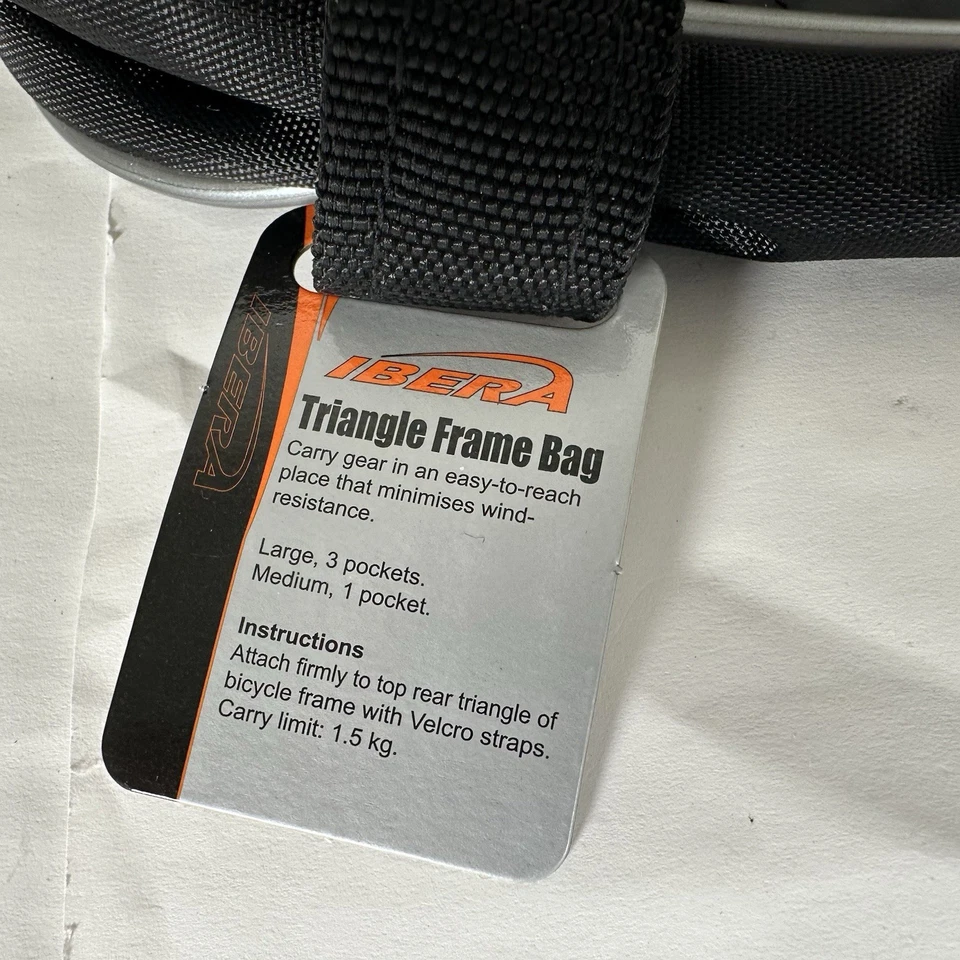 IBERA
IBERA
Triangle Frame Bag
Carry gear in an easy-to-reach
place that minimises wind-
resistance.
Large, 3 pockets.
Medium, 1 pocket.
Instructions
Attach firmly to top rear triangle of
bicycle frame with Velcro straps.
Carry limit: 1.5 kg.